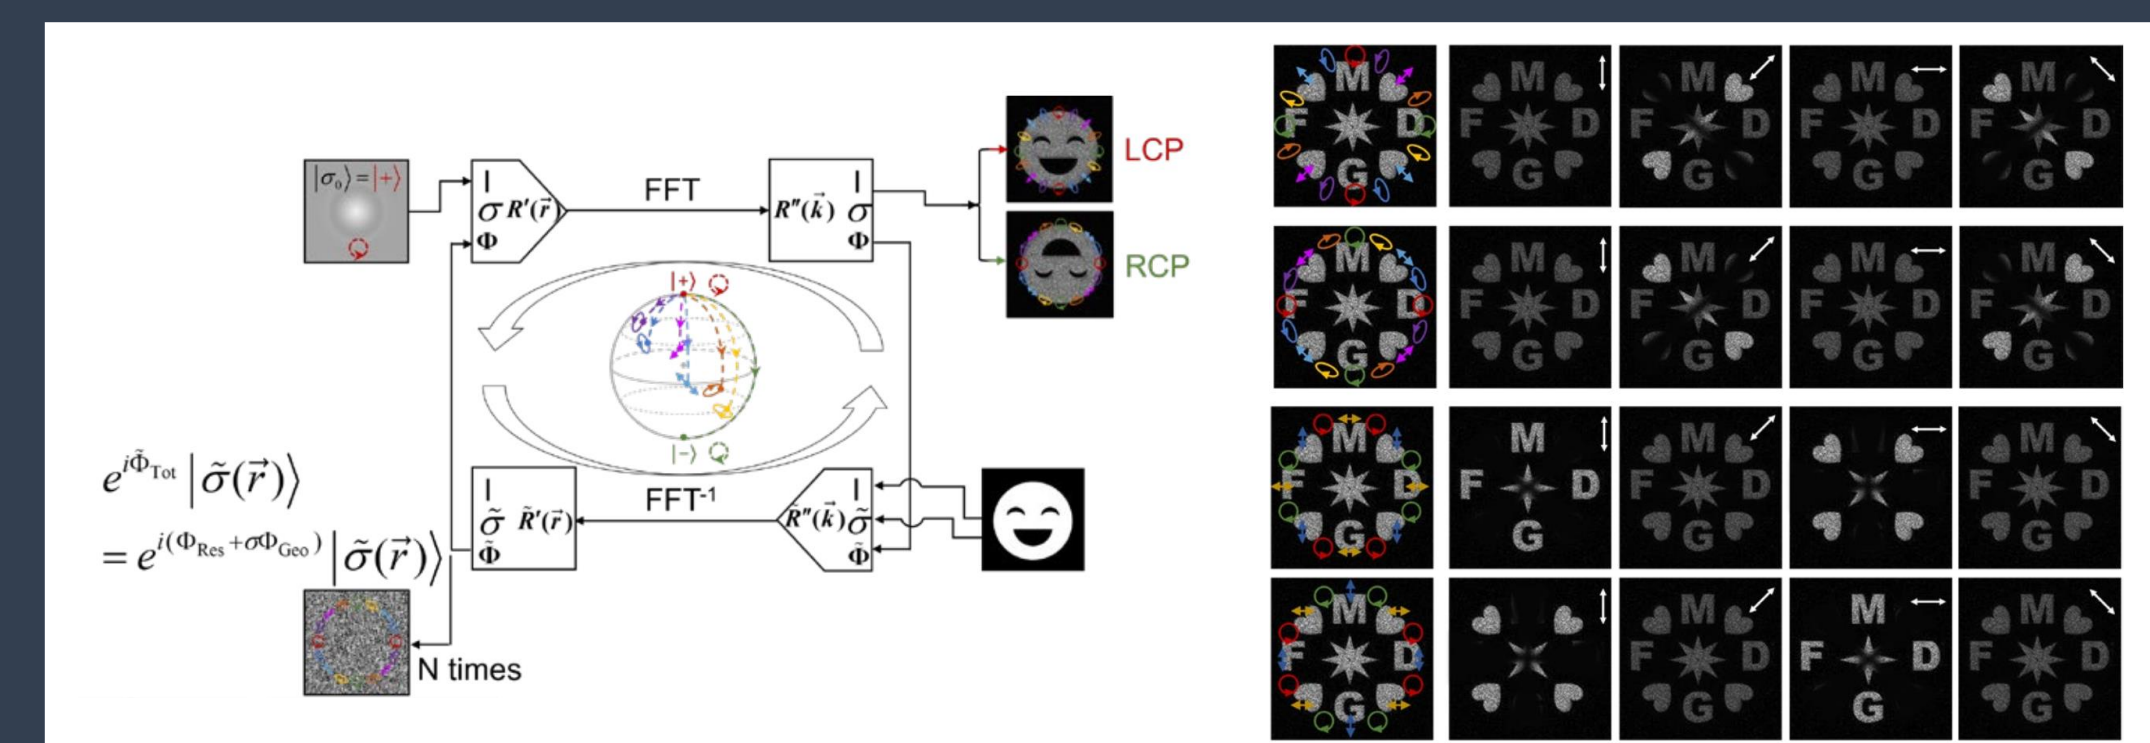 |σ₀⟩=|+⟩
I
σ R′(r⃗)
Φ
FFT
I
R″(k⃗) σ
Φ
LCP
RCP
|+⟩
|−⟩
e^{iΦ̃_Tot} |σ̃(r⃗)⟩
= e^{i(Φ_Res+σΦ_Geo)} |σ̃(r⃗)⟩
I
σ̃ R̃′(r⃗)
Φ̃
FFT-1
I
R̃″(k⃗) σ̃
Φ̃
N times
M
F D
G
M
F D
G
M
F D
G
M
F D
G
M
F D
G
M
F D
G
M
F D
G
M
F D
G
M
F D
G
M
F D
G
M
F D
G
M
F D
G
M
F D
G
M
F D
G
M
F D
G
M
F D
G
M
F D
G
M
F D
G